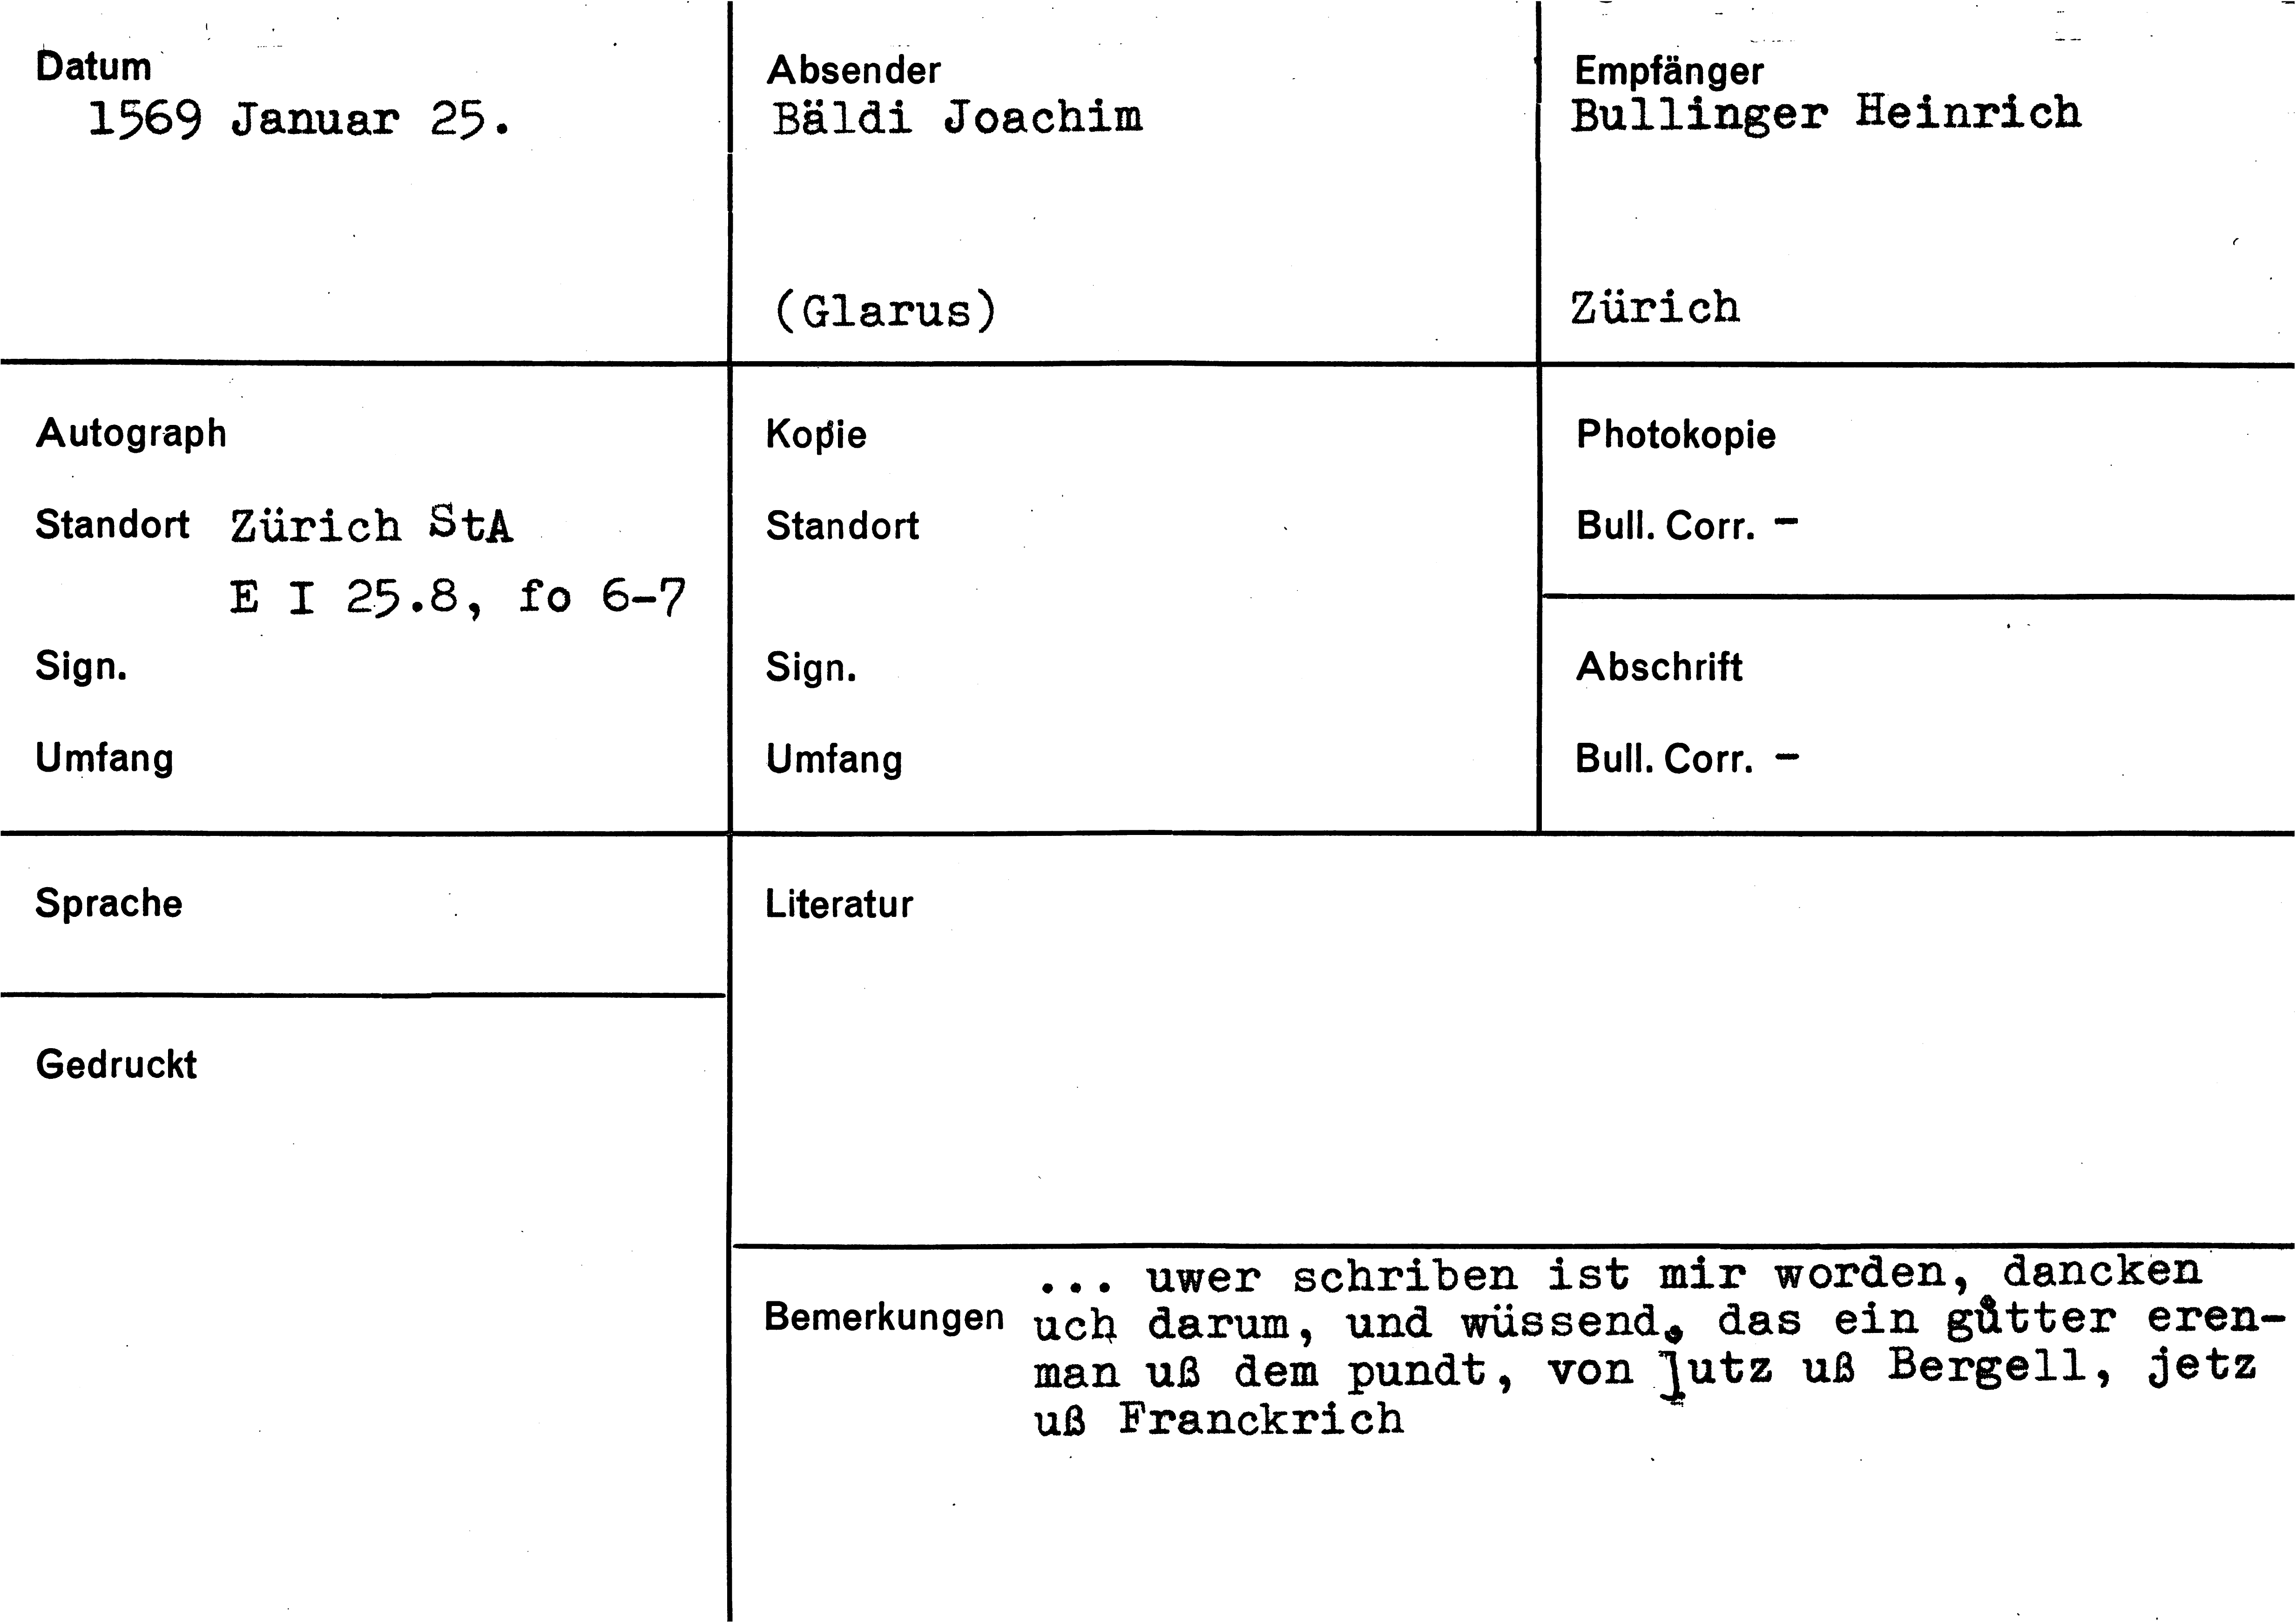 Datum
1569 Januar 25.
Absender
Bäldi Joachim
(Glarus)
Empfänger
Bullinger Heinrich
Zürich
Autograph
Standort Zürich StA
E I 25.8, fo 6-7
Sign.
Umfang
Kopie
Standort
Sign.
Umfang
Photokopie
Bull. Corr. –
Abschrift
Bull. Corr. –
Sprache
Gedruckt
Literatur
Bemerkungen
... uwer schriben ist mir worden, dancken
uch darum, und wüssend, das ein gůtter eren-
man uß dem pundt, von uß Bergell, jetz
uß Franckrich